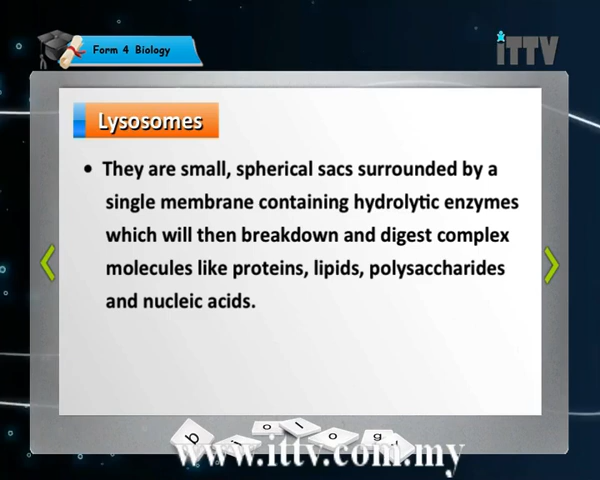 Form 4 Biology
iTTV
Lysosomes
• They are small, spherical sacs surrounded by a
single membrane containing hydrolytic enzymes
which will then breakdown and digest complex
molecules like proteins, lipids, polysaccharides
and nucleic acids.
b i o l o g y
www.ittv.com.my